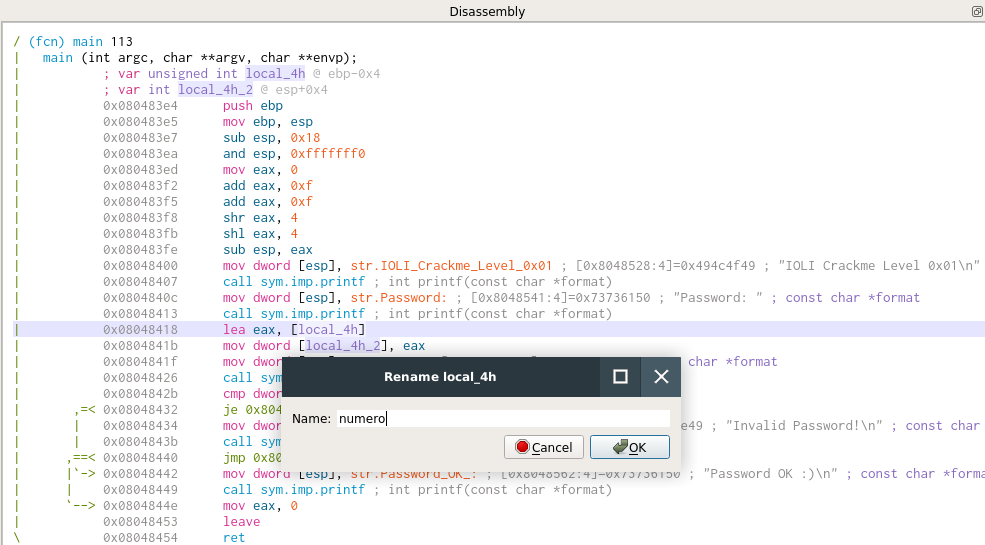 Disassembly
/ (fcn) main 113
|   main (int argc, char **argv, char **envp);
|           ; var unsigned int local_4h @ ebp-0x4
|           ; var int local_4h_2 @ esp+0x4
|           0x080483e4      push ebp
|           0x080483e5      mov ebp, esp
|           0x080483e7      sub esp, 0x18
|           0x080483ea      and esp, 0xfffffff0
|           0x080483ed      mov eax, 0
|           0x080483f2      add eax, 0xf
|           0x080483f5      add eax, 0xf
|           0x080483f8      shr eax, 4
|           0x080483fb      shl eax, 4
|           0x080483fe      sub esp, eax
|           0x08048400      mov dword [esp], str.IOLI_Crackme_Level_0x01 ; [0x8048528:4]=0x494c4f49 ; "IOLI Crackme Level 0x01\n"
|           0x08048407      call sym.imp.printf ; int printf(const char *format)
|           0x0804840c      mov dword [esp], str.Password: ; [0x8048541:4]=0x73736150 ; "Password: " ; const char *format
|           0x08048413      call sym.imp.printf ; int printf(const char *format)
|           0x08048418      lea eax, [local_4h]
|           0x0804841b      mov dword [local_4h_2], eax
|           0x0804841f      mov dword char *format
|           0x08048426      call sym
|           0x0804842b      cmp dwor
|       ,=< 0x08048432      je 0x804
|       |   0x08048434      mov dwor e49 ; "Invalid Password!\n" ; const char
|       |   0x0804843b      call sym
|      ,==< 0x08048440      jmp 0x80
|      |`-> 0x08048442      mov dword [esp], str.Password_OK_: ; [0x8048562:4]=0x73736150 ; "Password OK :)\n" ; const char *forma
|      |    0x08048449      call sym.imp.printf ; int printf(const char *format)
|      `--> 0x0804844e      mov eax, 0
|           0x08048453      leave
\           0x08048454      ret
Rename local_4h
Name: numero
Cancel
OK